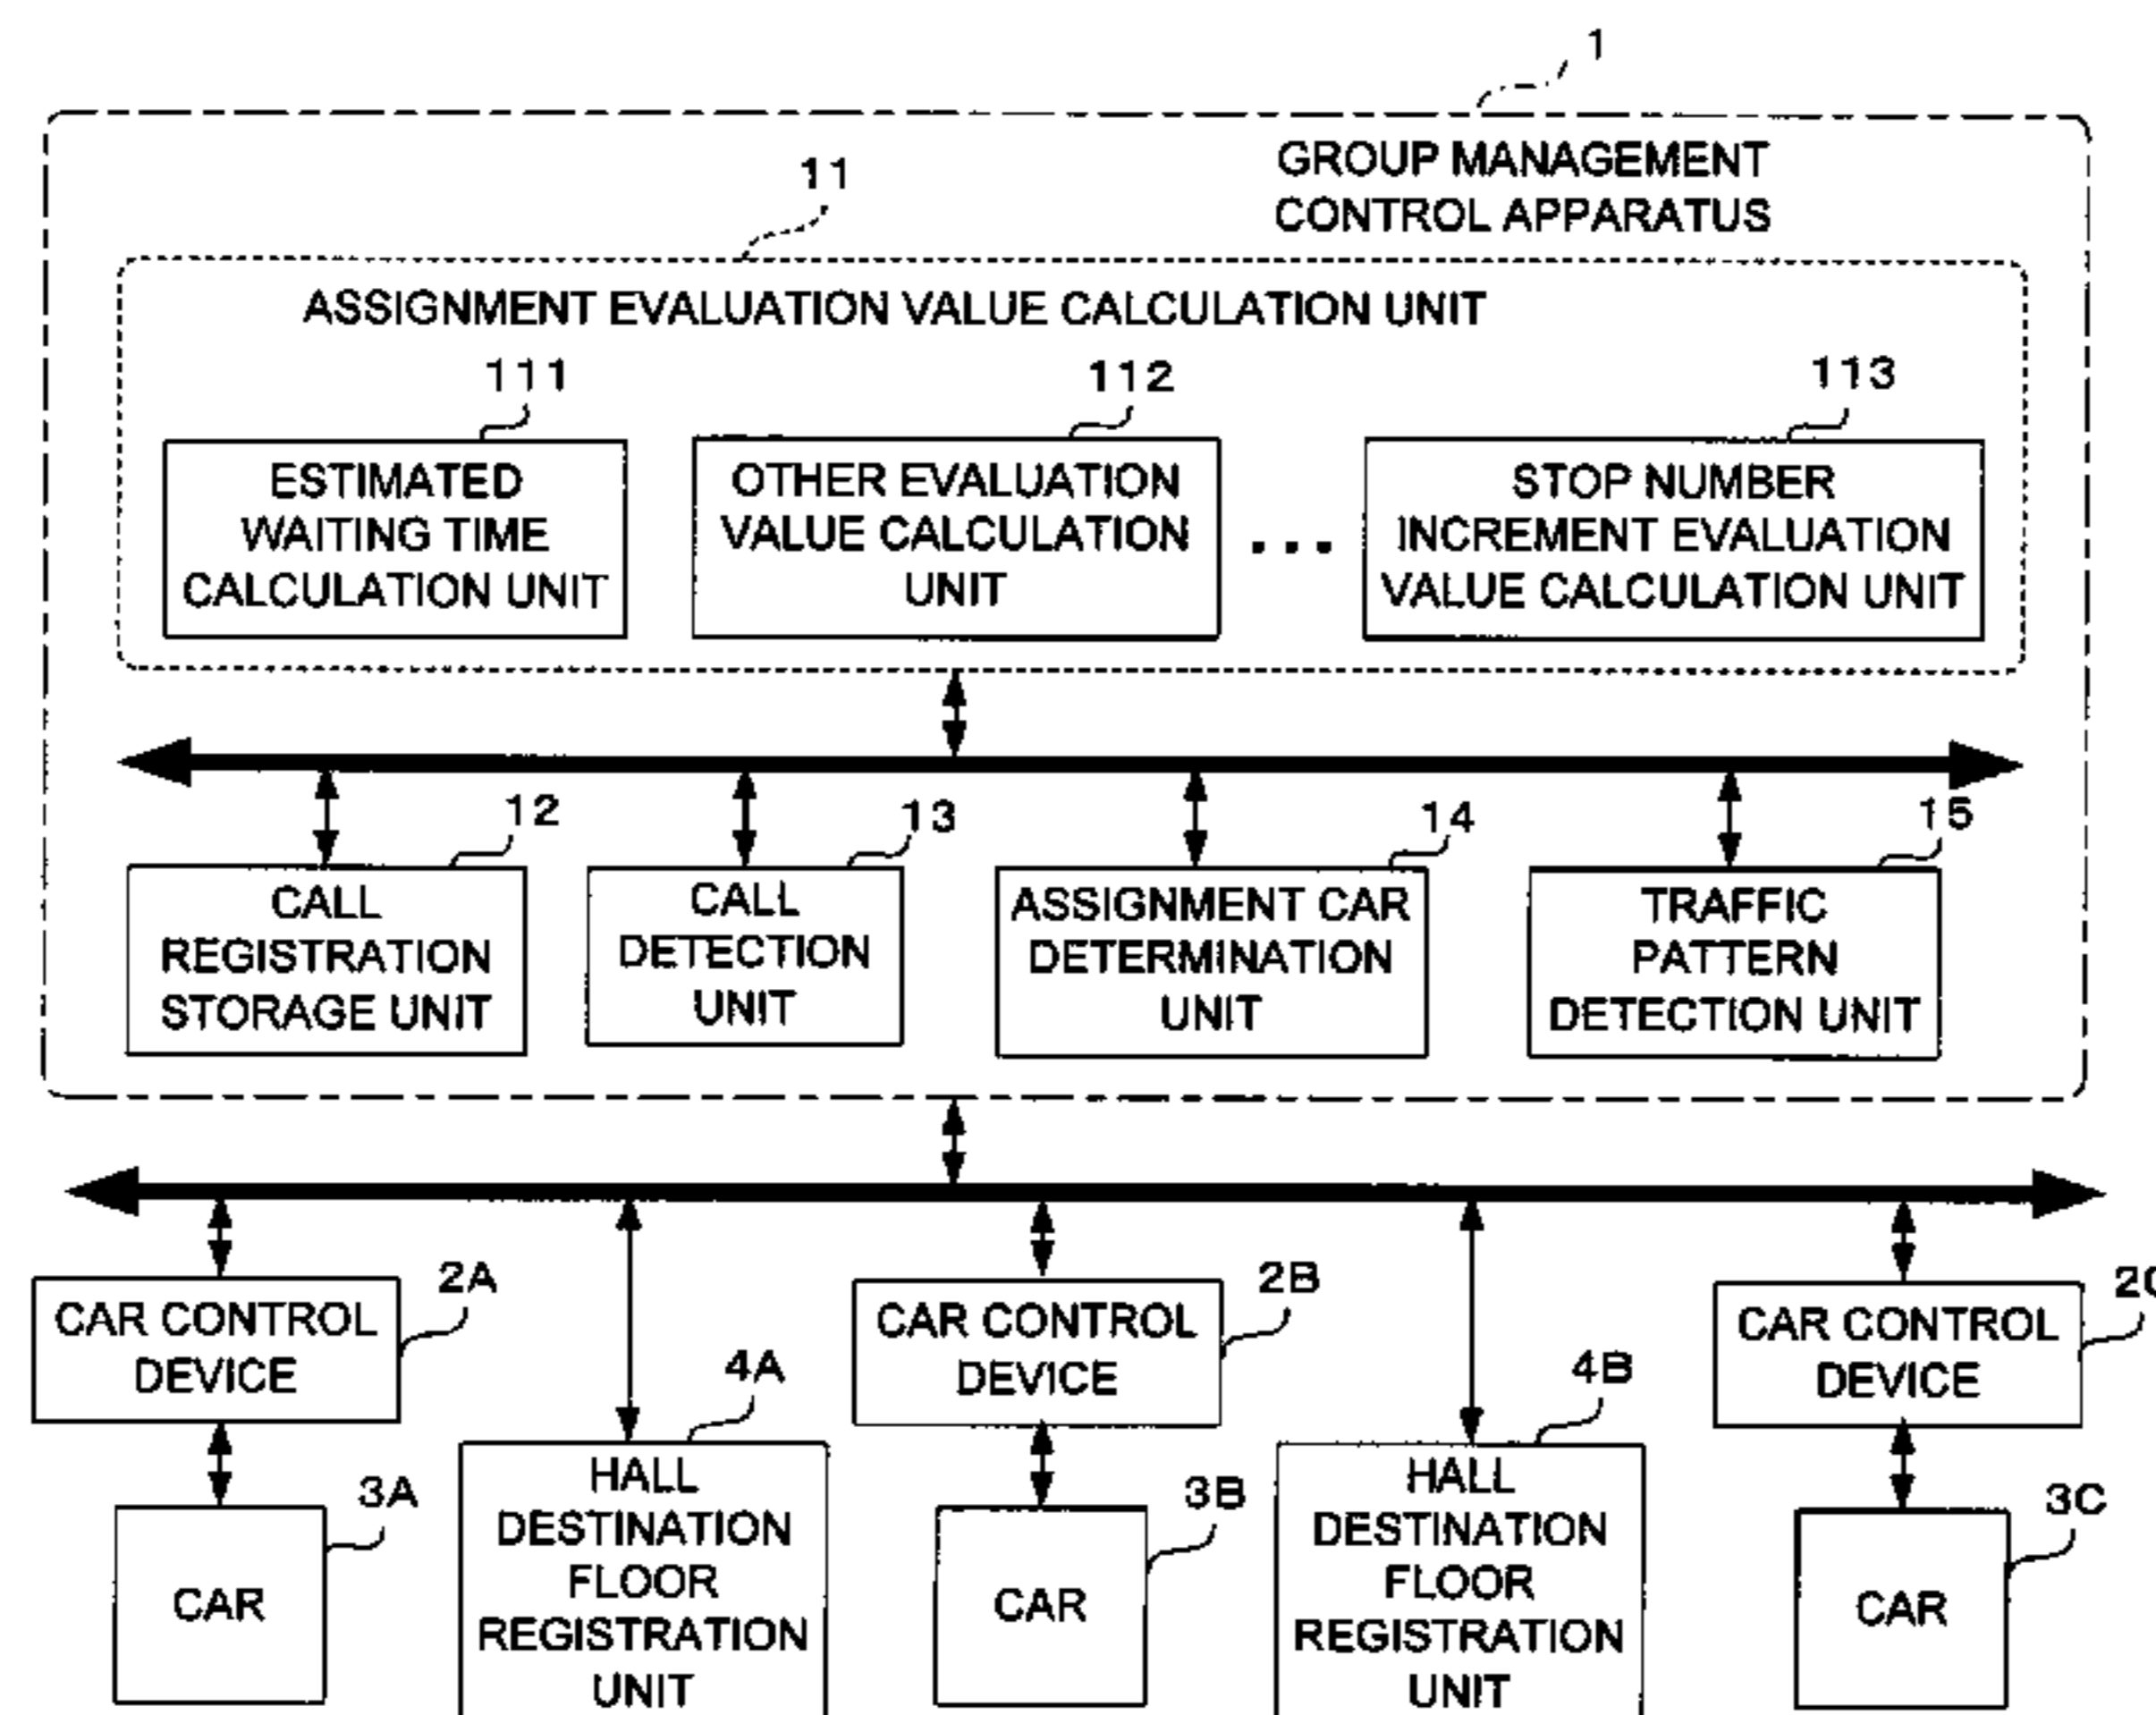 1
GROUP MANAGEMENT
CONTROL APPARATUS
11
ASSIGNMENT EVALUATION VALUE CALCULATION UNIT
111
ESTIMATED
WAITING TIME
CALCULATION UNIT
112
OTHER EVALUATION
VALUE CALCULATION
UNIT
...
113
STOP NUMBER
INCREMENT EVALUATION
VALUE CALCULATION UNIT
12
CALL
REGISTRATION
STORAGE UNIT
13
CALL
DETECTION
UNIT
14
ASSIGNMENT CAR
DETERMINATION
UNIT
15
TRAFFIC
PATTERN
DETECTION UNIT
2A
CAR CONTROL
DEVICE
2B
CAR CONTROL
DEVICE
2C
CAR CONTROL
DEVICE
3A
CAR
4A
HALL
DESTINATION
FLOOR
REGISTRATION
UNIT
3B
CAR
4B
HALL
DESTINATION
FLOOR
REGISTRATION
UNIT
3C
CAR